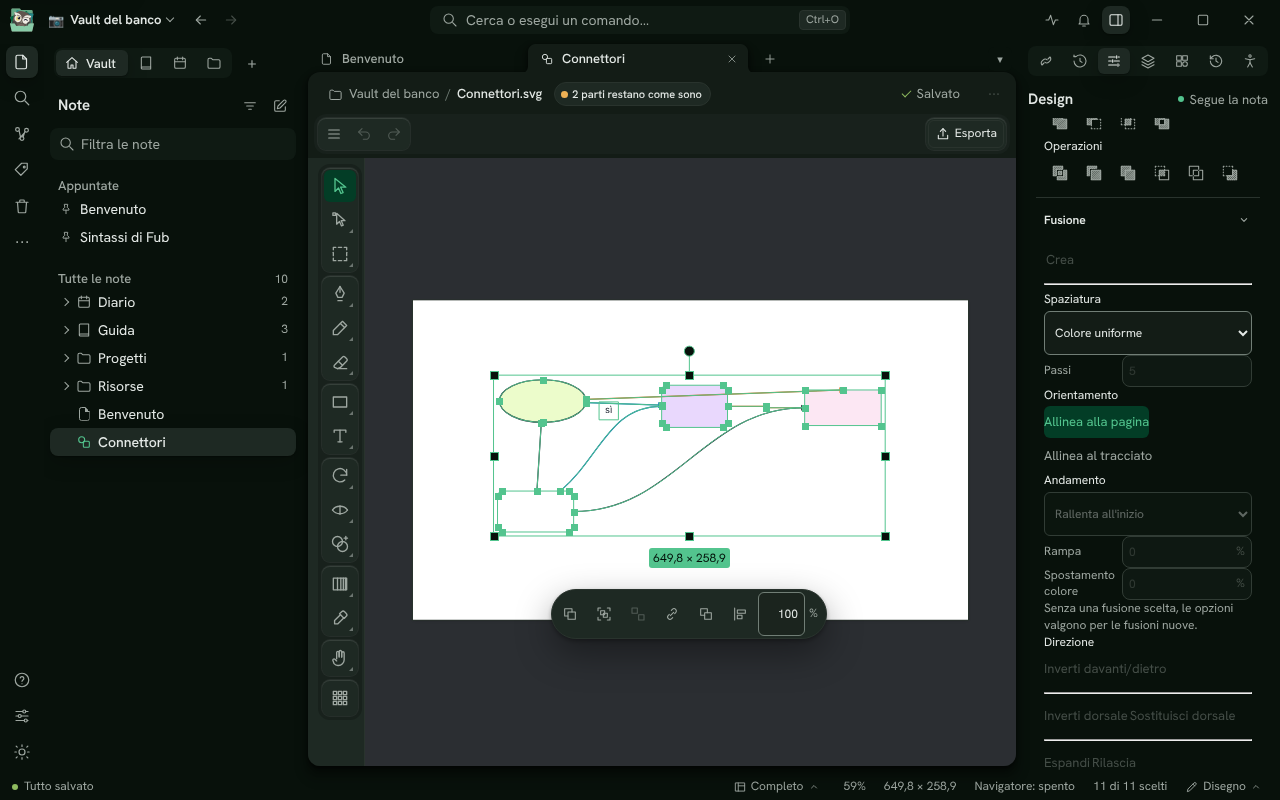 Vault del banco
Cerca o esegui un comando...
Ctrl+O
Vault
Benvenuto
Connettori
Note
Filtra le note
Appuntate
Benvenuto
Sintassi di Fub
Tutte le note 10
Diario 2
Guida 3
Progetti 1
Risorse 1
Benvenuto
Connettori
Vault del banco / Connettori.svg
2 parti restano come sono
Salvato
Esporta
sì
649,8 × 258,9
100 %
Design
Segue la nota
Operazioni
Fusione
Crea
Spaziatura
Colore uniforme
Passi 5
Orientamento
Allinea alla pagina
Allinea al tracciato
Andamento
Rallenta all'inizio
Rampa 0 %
Spostamento colore 0 %
Senza una fusione scelta, le opzioni
valgono per le fusioni nuove.
Direzione
Inverti davanti/dietro
Inverti dorsale Sostituisci dorsale
Espandi Rilascia
Tutto salvato
Completo
59%
649,8 × 258,9
Navigatore: spento
11 di 11 scelti
Disegno